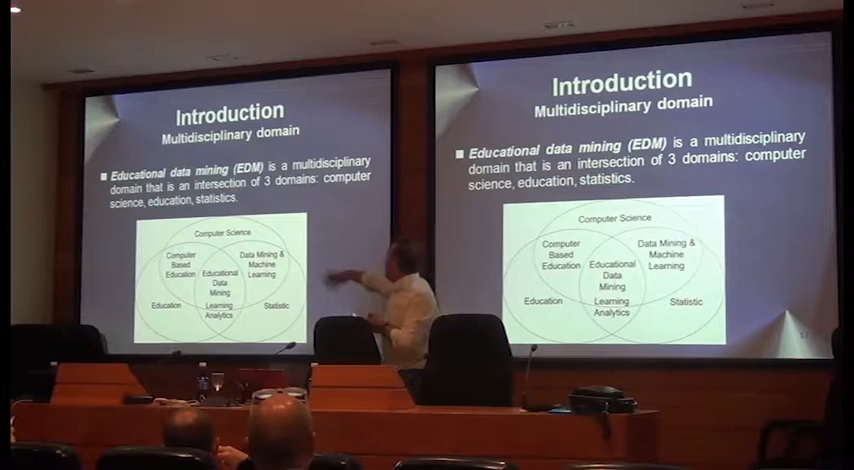 Introduction
Multidisciplinary domain
■ Educational data mining (EDM) is a multidisciplinary
domain that is an intersection of 3 domains: computer
science, education, statistics.
Computer Science
Computer
Based
Education
Data Mining &
Machine
Learning
Educational
Data
Mining
Education
Learning
Analytics
Statistic
Introduction
Multidisciplinary domain
■ Educational data mining (EDM) is a multidisciplinary
domain that is an intersection of 3 domains: computer
science, education, statistics.
Computer Science
Computer
Based
Education
Data Mining &
Machine
Learning
Educational
Data
Mining
Education
Learning
Analytics
Statistic